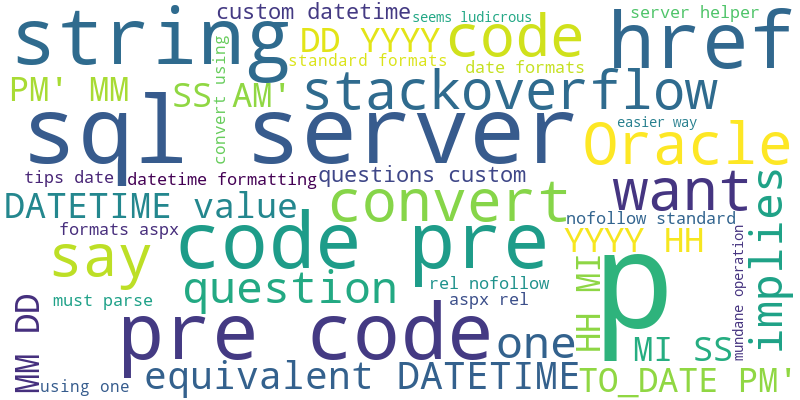 custom datetime
seems ludicrous
server helper
string
DD YYYY
code
href
standard formats
date formats
PM' MM
SS AM'
convert using
stackoverflow
sql server
easier way
Oracle
tips date
datetime formatting
questions custom
want
implies
DATETIME value
convert
nofollow standard
formats aspx
code pre
YYYY HH
say
question
rel nofollow
p
HH MI
mundane operation
must parse
aspx rel
MM DD
pre code
one
MI SS
using one
equivalent DATETIME
TO_DATE PM'